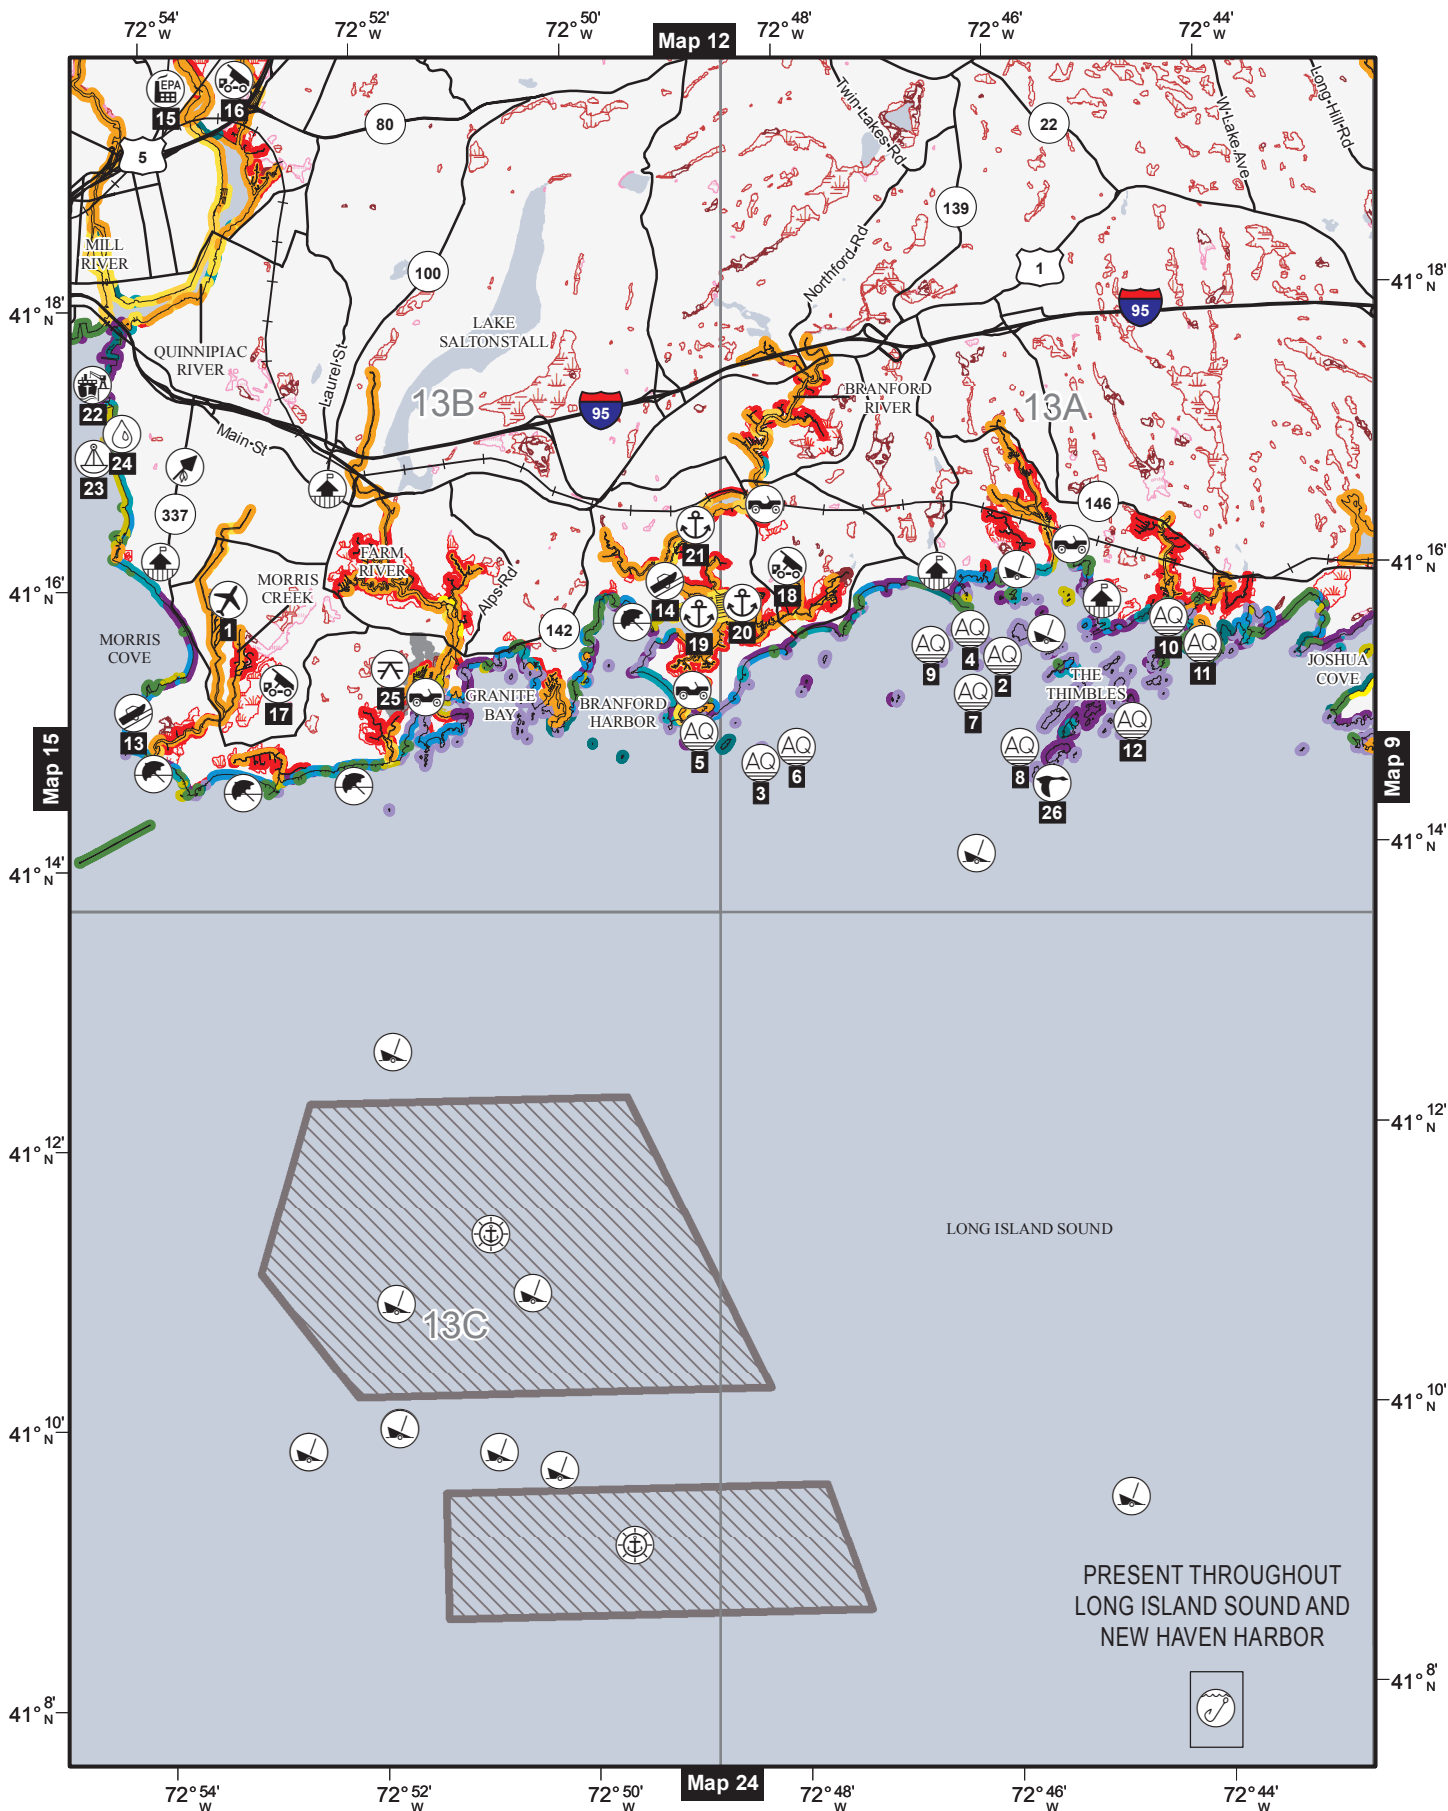 72°54'
W
72°52'
W
72°50'
W
Map 12
72°48'
W
72°46'
W
72°44'
W
EPA
15
16
80
5
Twin Lakes Rd
22
W Lake Ave
Long Hill Rd
139
MILL
RIVER
100
Northford Rd
1
41°18'
N
41°18'
N
95
LAKE
SALTONSTALL
QUINNIPIAC
RIVER
Laurel St
13B
95
BRANFORD
RIVER
13A
22
Main St
24
23
337
146
21
FARM
RIVER
41°16'
N
41°16'
N
MORRIS
CREEK
Alps Rd
14
18
1
142
19
20
AQ
10
AQ
4
AQ
9
AQ
2
AQ
11
MORRIS
COVE
JOSHUA
COVE
25
THE
THIMBLES
17
GRANITE
BAY
BRANFORD
HARBOR
AQ
7
13
AQ
5
AQ
12
Map 15
Map 9
AQ
3
AQ
6
AQ
8
26
41°14'
N
41°14'
N
41°12'
N
41°12'
N
LONG ISLAND SOUND
13C
41°10'
N
41°10'
N
PRESENT THROUGHOUT
LONG ISLAND SOUND AND
NEW HAVEN HARBOR
41°8'
N
41°8'
N
72°54'
W
72°52'
W
72°50'
W
Map 24
72°48'
W
72°46'
W
72°44'
W